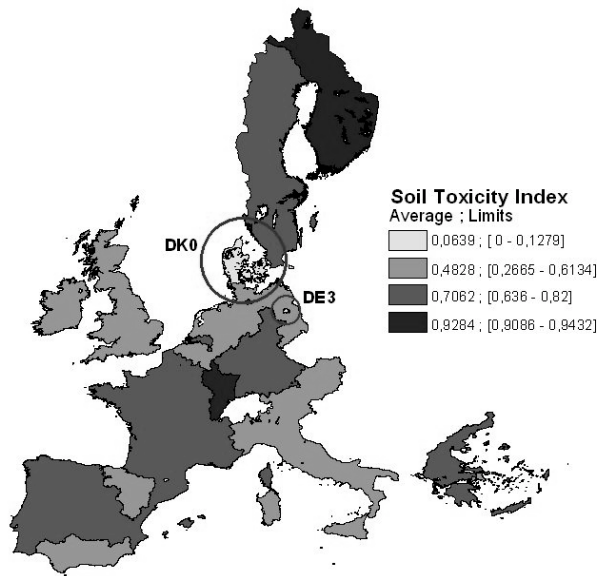 Soil Toxicity Index
Average ; Limits
0,0639 ; [ 0 - 0,1279]
0,4828 ; [0,2665 - 0,6134]
0,7062 ; [0,636 - 0,82]
0,9284 ; [0,9086 - 0,9432]
DK0
DE3